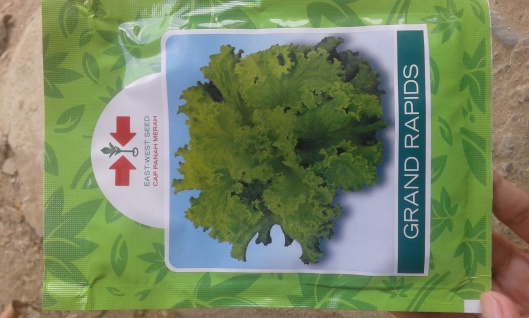 EAST-WEST SEED
CAP PANAH MERAH
GRAND RAPIDS